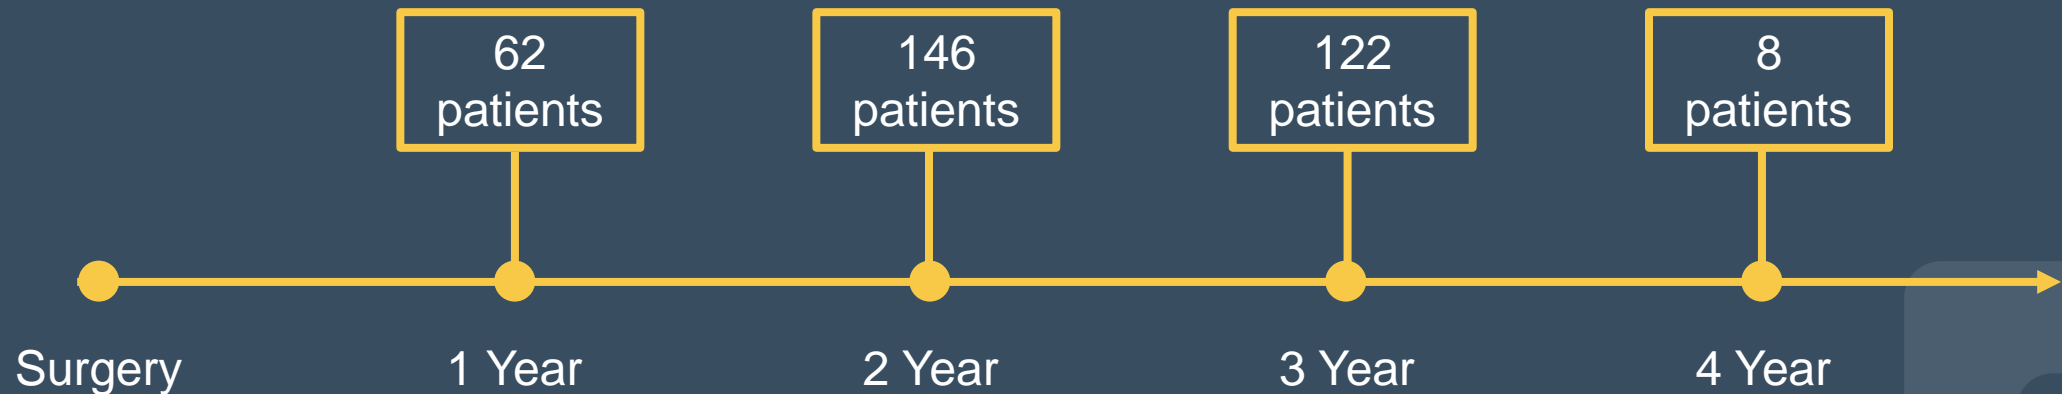 62
patients
146
patients
122
patients
8
patients
Surgery
1 Year
2 Year
3 Year
4 Year